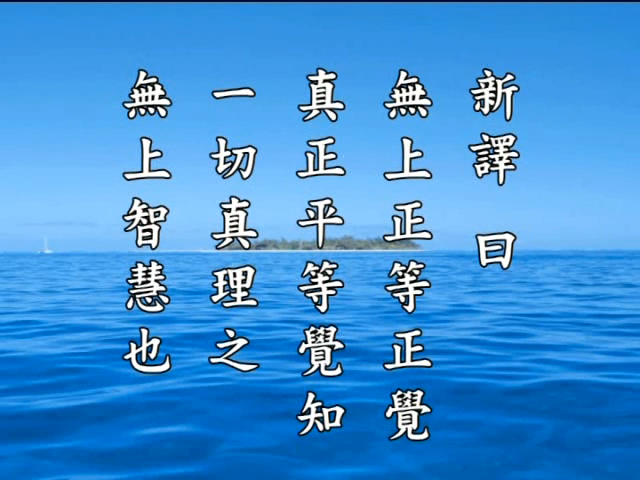 新譯 曰
無上正等正覺
真正平等覺知
一切真理之
無上智慧也